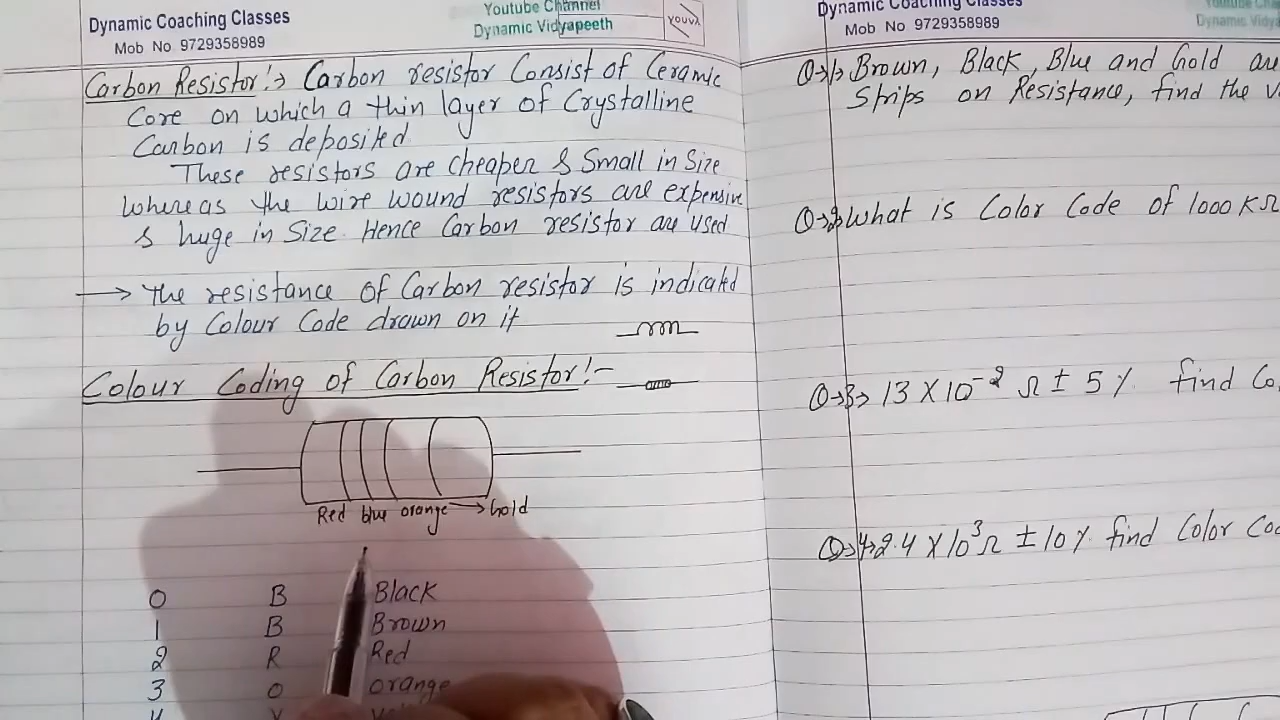 Dynamic Coaching Classes
Mob No 9729358989
Youtube Channel
Dynamic Vidyapeeth
YOUVA
Carbon Resistor:→ Carbon resistor Consist of Ceramic
Core on which a thin layer of Crystalline
Carbon is deposited
These resistors are cheaper & Small in Size
whereas the wire wound resistors are expensive
& huge in Size. Hence Carbon resistor are used
→ The resistance of Carbon resistor is indicated
by Colour Code drawn on it
Colour Coding of Carbon Resistor:-
Red blue orange → Gold
0 B Black
1 B Brown
2 R Red
3 O Orange
Dynamic Coaching Classes
Mob No 9729358989
Q→1→ Brown, Black, Blue and Gold are
Strips on Resistance, find the
Q→2→ What is Color Code of 1000 KΩ
Q→3→ 13 X 10⁻² Ω ± 5 % find
Q→4→ 2.4 X 10³ Ω ± 10 % find Color